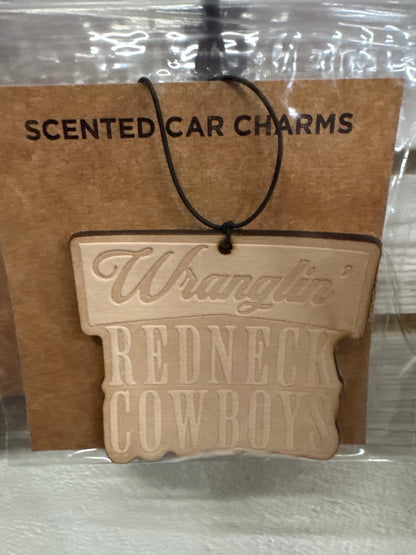 SCENTED CAR CHARMS
Wranglin'
REDNECK
COWBOYS